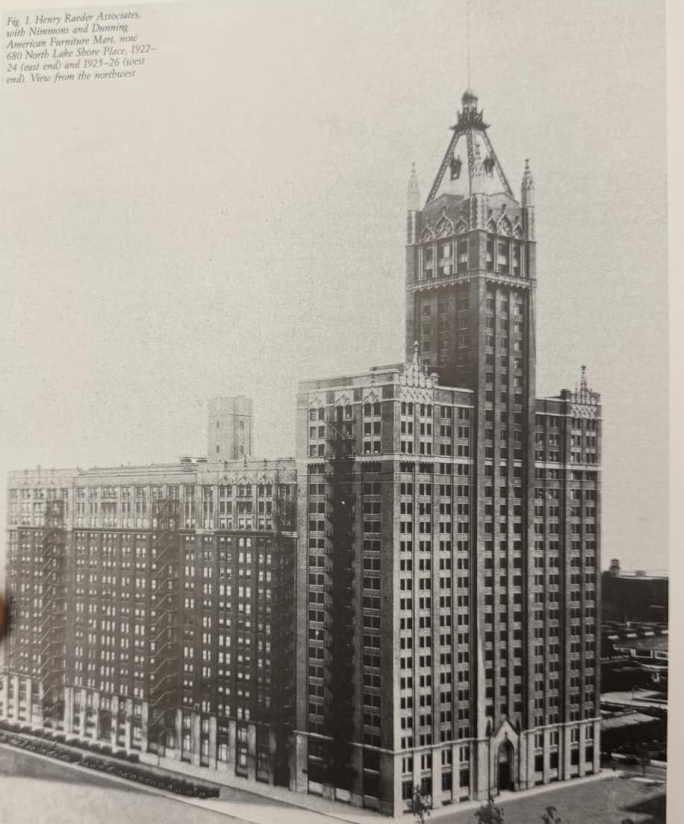 Fig. 1. Henry Raeder Associates,
with Nimmons and Dunning.
American Furniture Mart, now
680 North Lake Shore Place, 1922–
24 (east end) and 1925–26 (west
end). View from the northwest